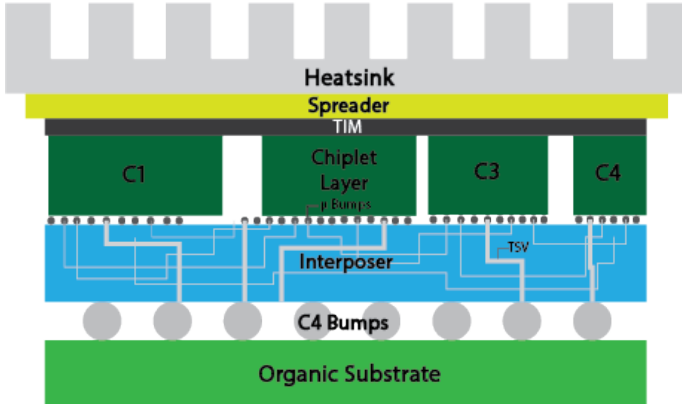 Heatsink
Spreader
TIM
C1
Chiplet
Layer
C3
C4
μ Bumps
TSV
Interposer
C4 Bumps
Organic Substrate